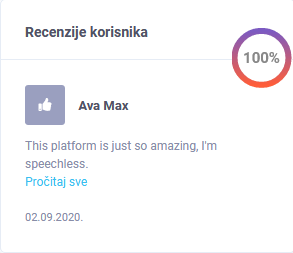 Recenzije korisnika
100%
Ava Max
This platform is just so amazing, I'm
speechless.
Pročitaj sve
02.09.2020.